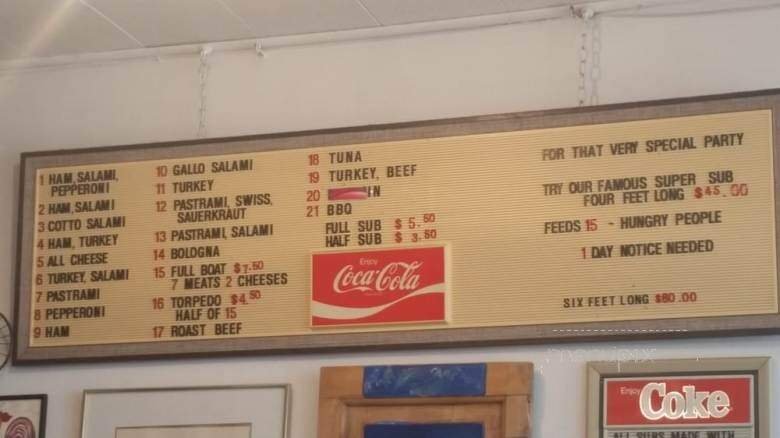 1 HAM, SALAMI,
PEPPERONI
2 HAM, SALAMI
3 COTTO SALAMI
4 HAM, TURKEY
5 ALL CHEESE
6 TURKEY, SALAMI
7 PASTRAMI
8 PEPPERONI
9 HAM
10 GALLO SALAMI
11 TURKEY
12 PASTRAMI, SWISS,
SAUERKRAUT
13 PASTRAMI, SALAMI
14 BOLOGNA
15 FULL BOAT $7.50
7 MEATS 2 CHEESES
16 TORPEDO $4.50
HALF OF 15
17 ROAST BEEF
18 TUNA
19 TURKEY, BEEF
20
21 BBQ
FULL SUB $5.50
HALF SUB $3.50
Enjoy
Coca-Cola
FOR THAT VERY SPECIAL PARTY
TRY OUR FAMOUS SUPER SUB
FOUR FEET LONG $45.00
FEEDS 15 - HUNGRY PEOPLE
1 DAY NOTICE NEEDED
SIX FEET LONG $80.00
Enjoy
Coke
ALL SUBS MADE WITH